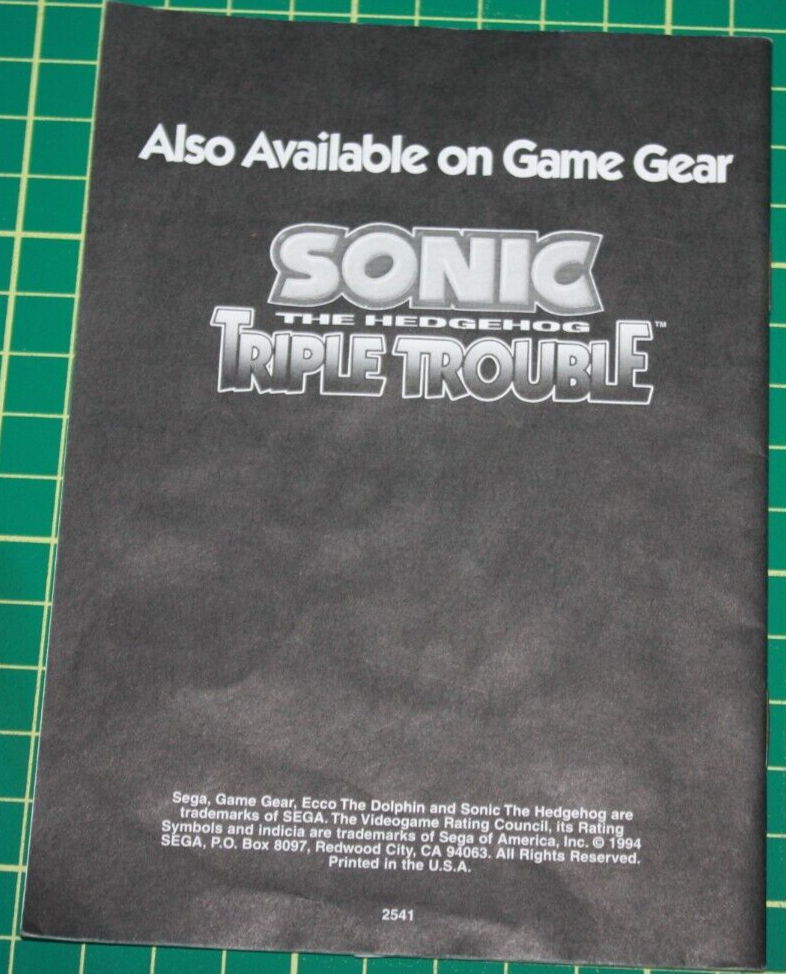 Also Available on Game Gear
SONIC
THE HEDGEHOG
TRIPLE TROUBLE™
Sega, Game Gear, Ecco The Dolphin and Sonic The Hedgehog are
trademarks of SEGA. The Videogame Rating Council, its Rating
Symbols and indicia are trademarks of Sega of America, Inc. © 1994
SEGA, P.O. Box 8097, Redwood City, CA 94063. All Rights Reserved.
Printed in the U.S.A.
2541